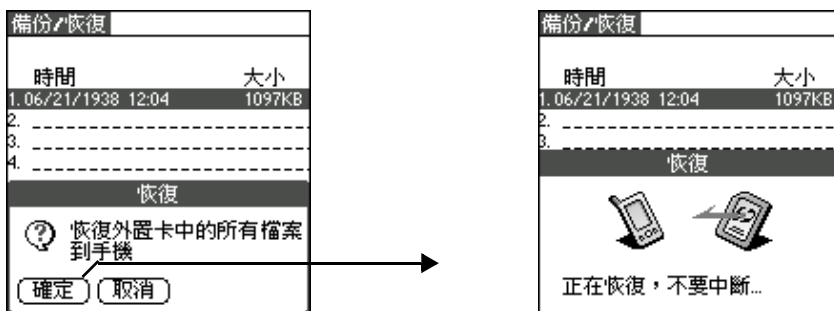 備份/恢復
時間 大小
1. 06/21/1938 12:04 1097KB
2.
3.
4.
恢復
恢復外置卡中的所有檔案
到手機
確定 取消
備份/恢復
時間 大小
1. 06/21/1938 12:04 1097KB
2.
3.
恢復
正在恢復,不要中斷...